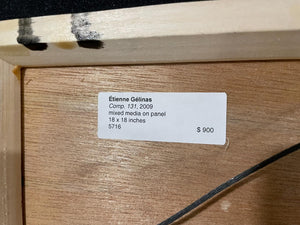 Étienne Gélinas
Comp. 131, 2009
mixed media on panel
18 x 18 inches
5716
$ 900